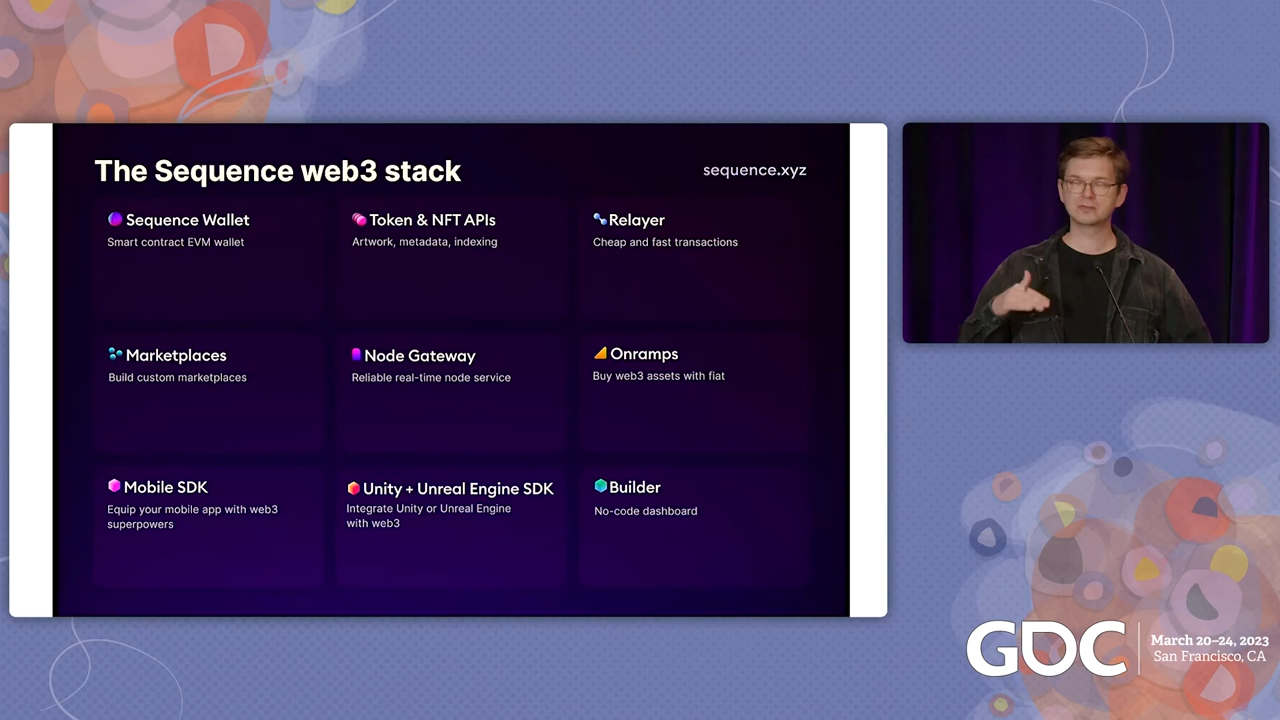 The Sequence web3 stack
sequence.xyz
Sequence Wallet
Smart contract EVM wallet
Token & NFT APIs
Artwork, metadata, indexing
Relayer
Cheap and fast transactions
Marketplaces
Build custom marketplaces
Node Gateway
Reliable real-time node service
Onramps
Buy web3 assets with fiat
Mobile SDK
Equip your mobile app with web3
superpowers
Unity + Unreal Engine SDK
Integrate Unity or Unreal Engine
with web3
Builder
No-code dashboard
GDC
March 20–24, 2023
San Francisco, CA